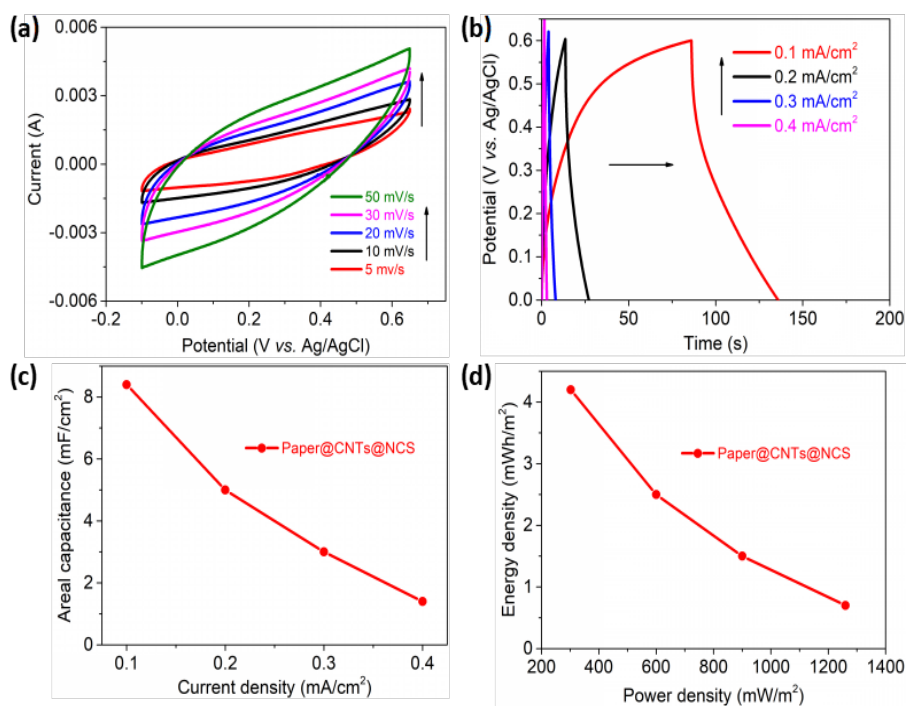 (a)
0.006
0.003
0.000
-0.003
-0.006
Current (A)
50 mV/s
30 mV/s
20 mV/s
10 mV/s
5 mv/s
-0.2 0.0 0.2 0.4 0.6
Potential (V vs. Ag/AgCl)
(b)
0.6
0.5
0.4
0.3
0.2
0.1
0.0
Potential (V vs. Ag/AgCl)
0.1 mA/cm²
0.2 mA/cm²
0.3 mA/cm²
0.4 mA/cm²
0 50 100 150 200
Time (s)
(c)
8
6
4
2
0
Areal capacitance (mF/cm²)
Paper@CNTs@NCS
0.1 0.2 0.3 0.4
Current density (mA/cm²)
(d)
4
3
2
1
0
Energy density (mWh/m²)
Paper@CNTs@NCS
200 400 600 800 1000 1200 1400
Power density (mW/m²)